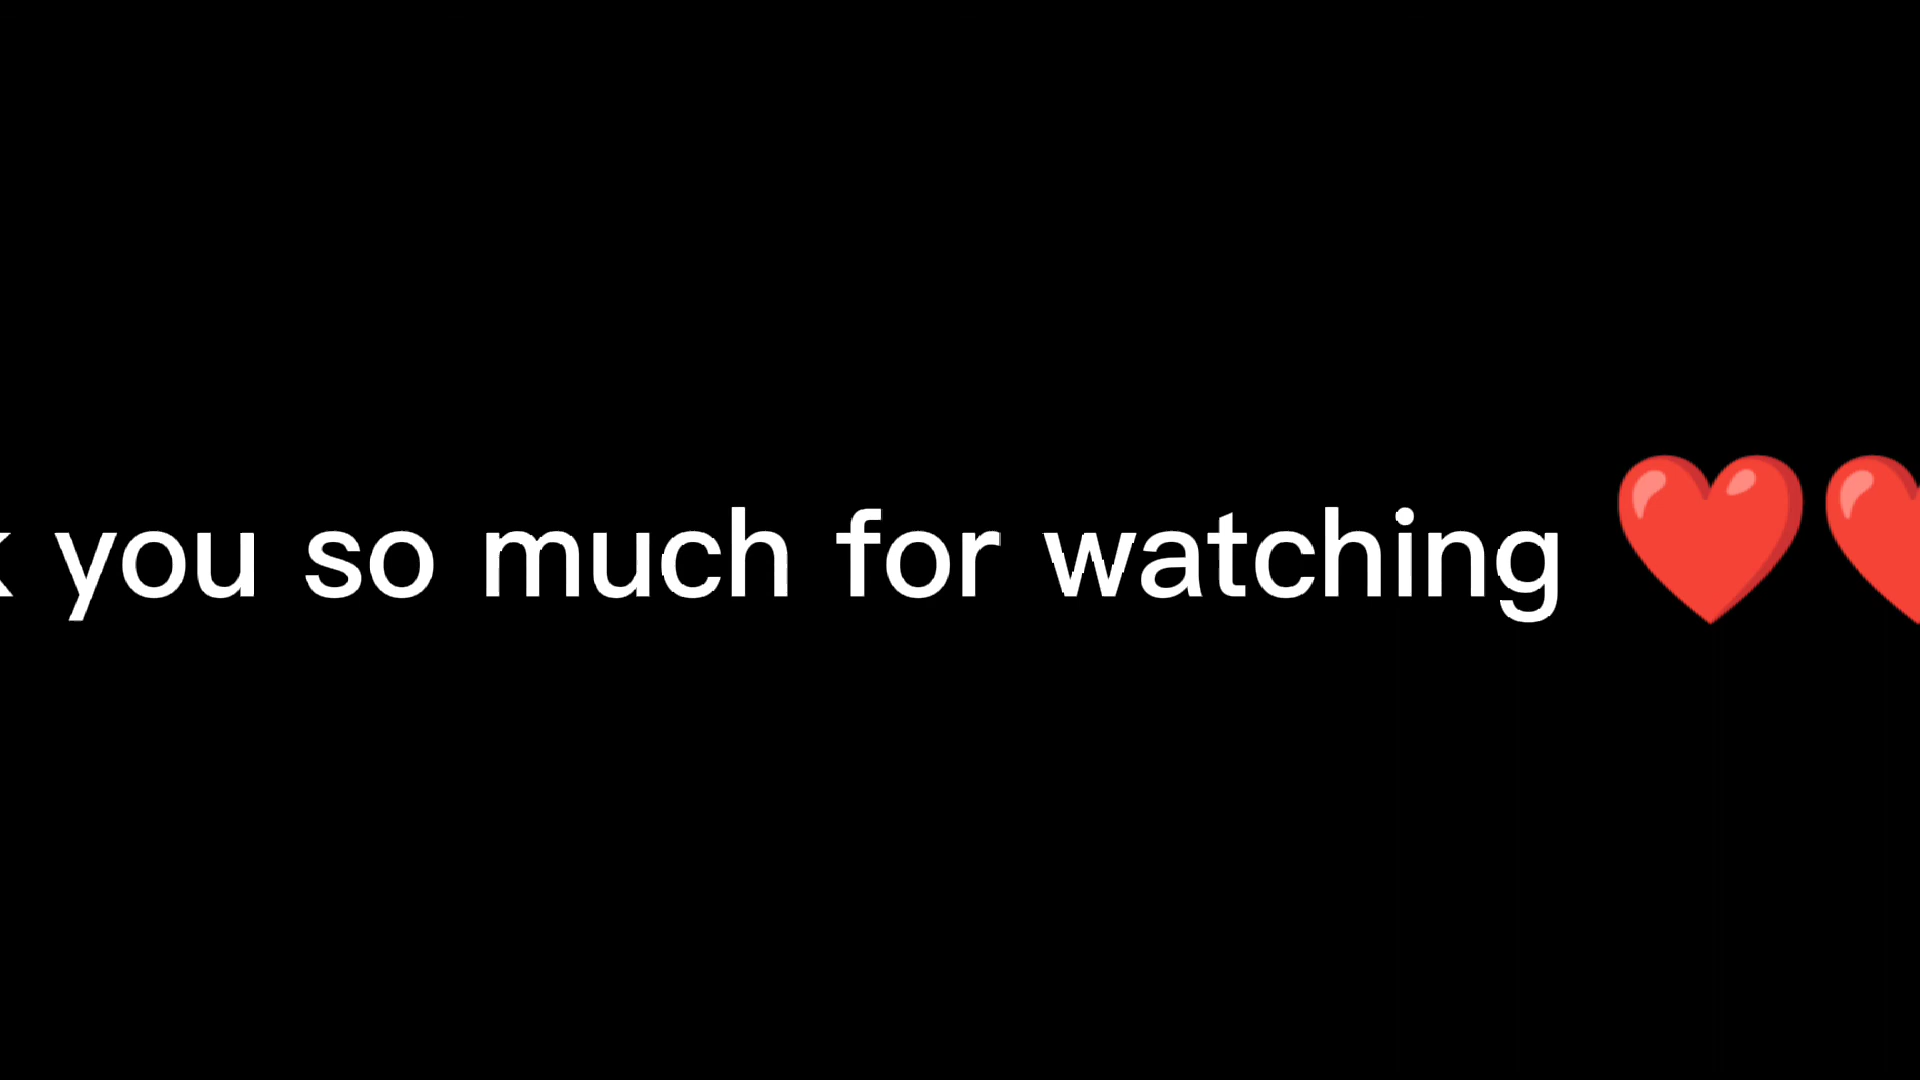 k you so much for watching ❤️❤️